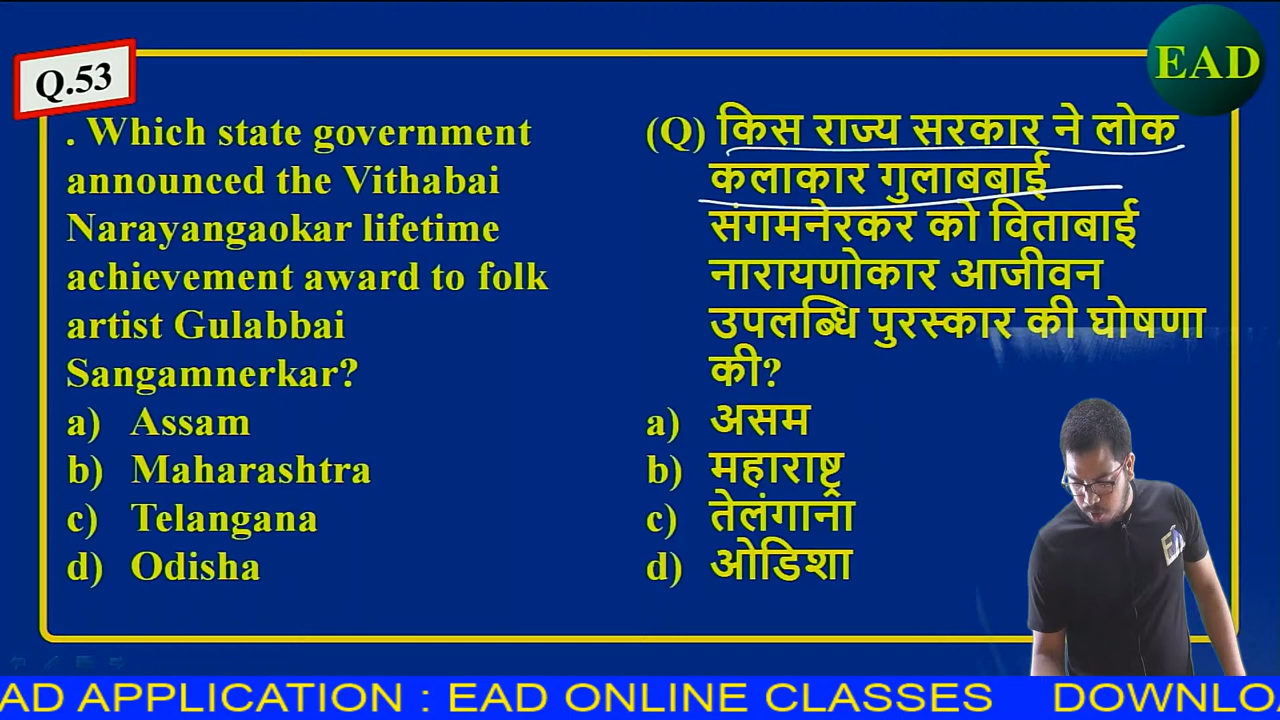 EAD
Q.53
. Which state government
announced the Vithabai
Narayangaokar lifetime
achievement award to folk
artist Gulabbai
Sangamnerkar?
a) Assam
b) Maharashtra
c) Telangana
d) Odisha
(Q) किस राज्य सरकार ने लोक
कलाकार गुलाबबाई
संगमनेरकर को विताबाई
नारायणोकार आजीवन
उपलब्धि पुरस्कार की घोषणा
की?
a) असम
b) महाराष्ट्र
c) तेलंगाना
d) ओडिशा
AD APPLICATION : EAD ONLINE CLASSES DOWNLO